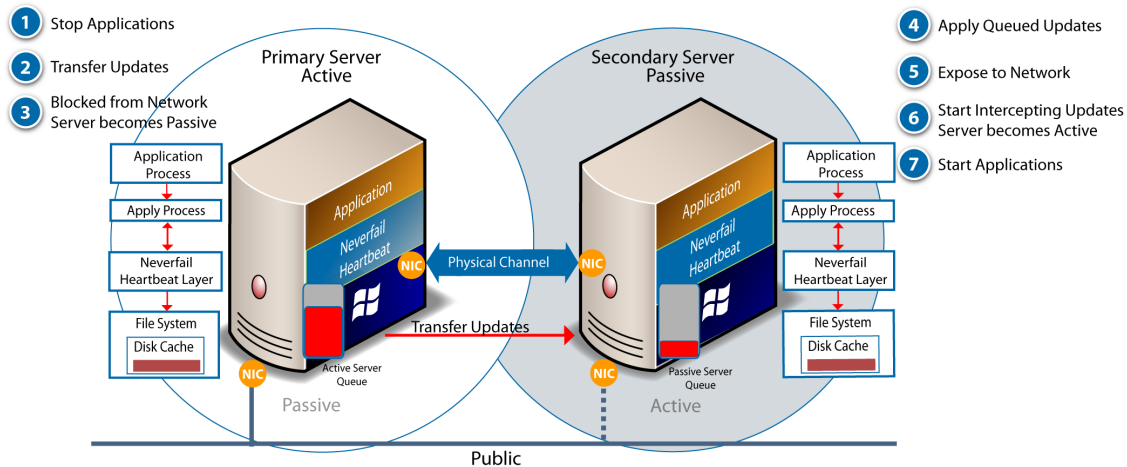 1 Stop Applications
2 Transfer Updates
3 Blocked from Network
Server becomes Passive
Primary Server
Active
Secondary Server
Passive
4 Apply Queued Updates
5 Expose to Network
6 Start Intercepting Updates
Server becomes Active
7 Start Applications
Application
Process
Apply Process
Neverfail
Heartbeat Layer
File System
Disk Cache
Application
Neverfail
Heartbeat
NIC
Physical Channel
NIC
Transfer Updates
Active Server
Queue
NIC
Passive
Application
Neverfail
Heartbeat
Passive Server
Queue
NIC
Active
Application
Process
Apply Process
Neverfail
Heartbeat Layer
File System
Disk Cache
Public